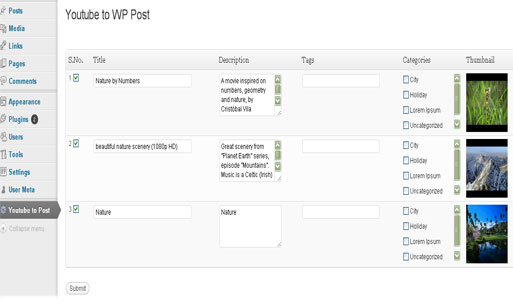 Youtube to WP Post
Posts
Media
Links
Pages
Comments
Appearance
Plugins 2
Users
Tools
Settings
User Meta
Youtube to Post
Collapse menu
S.No. Title Description Tags Categories Thumbnail
1 Nature by Numbers
A movie inspired on
numbers, geometry
and nature, by
Cristóbal Vila
City
Holiday
Lorem Ipsum
Uncategorized
2 beautiful nature scenery (1080p HD)
Great scenery from
"Planet Earth" series,
episode "Mountains".
Music is a Celtic (Irish)
City
Holiday
Lorem Ipsum
Uncategorized
3 Nature
Nature
City
Holiday
Lorem Ipsum
Uncategorized
Submit